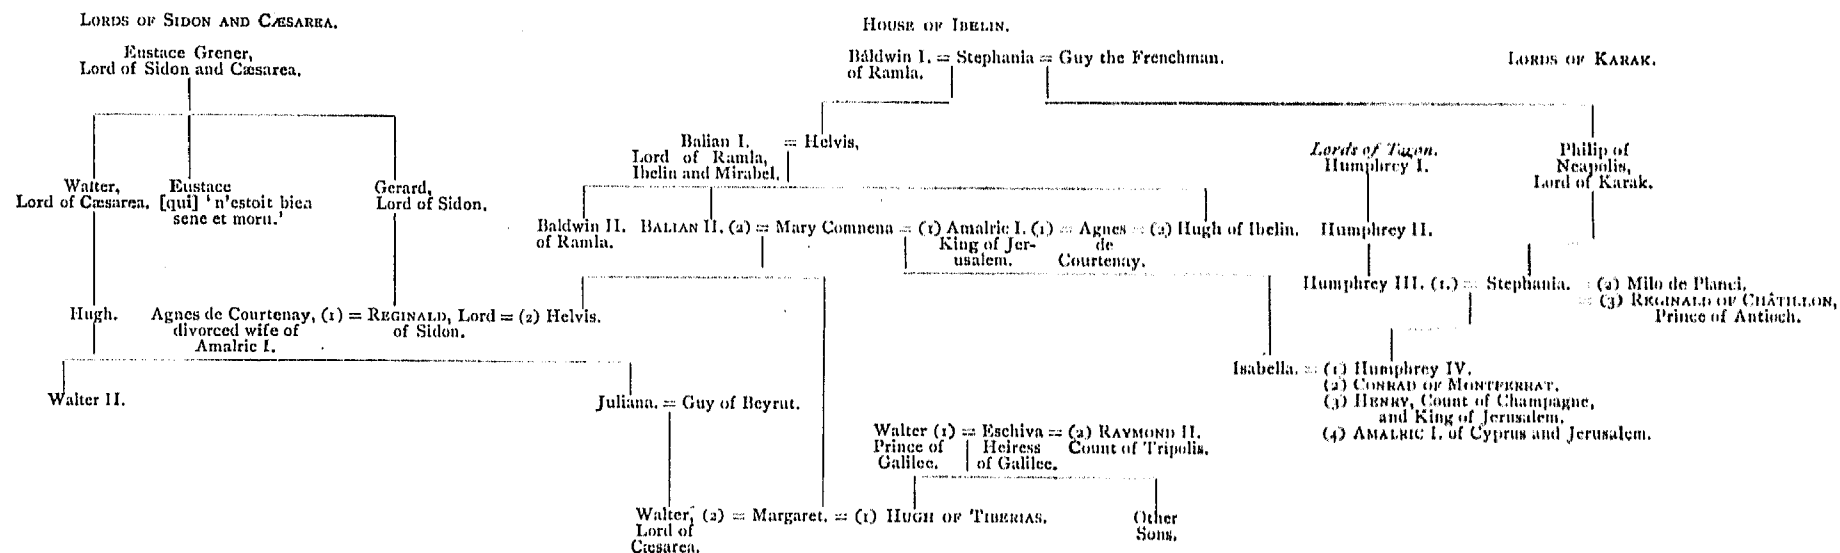 LORDS OF SIDON AND CÆSAREA.
HOUSE OF IBELIN.
Eustace Grener,
Lord of Sidon and Cæsarea.
Baldwin I. = Stephania = Guy the Frenchman.
of Ramla.
LORDS OF KARAK.
Balian I. = Helvis,
Lord of Ramla,
Ibelin and Mirabel.
Lords of Toron.
Humphrey I.
Philip of
Neapolis,
Lord of Karak.
Walter,
Lord of Cæsarea.
Eustace
[qui] 'n'estoit bien
sene et moru.'
Gerard,
Lord of Sidon.
Baldwin II.
of Ramla.
BALIAN II. (2) = Mary Comnena = (1) Amalric I. (1) = Agnes = (2) Hugh of Ibelin.
King of Jer-
usalem.
de
Courtenay.
Humphrey II.
Humphrey III. (1.) = Stephania. = (2) Milo de Planci.
= (3) REGINALD OF CHÂTILLON,
Prince of Antioch.
Hugh.
Agnes de Courtenay, (1) = REGINALD, Lord = (2) Helvis.
divorced wife of
Amalric I.
of Sidon.
Isabella. = (1) Humphrey IV.
(2) CONRAD OF MONTFERRAT.
(3) HENRY, Count of Champagne,
and King of Jerusalem.
(4) AMALRIC I. of Cyprus and Jerusalem.
Walter II.
Juliana. = Guy of Beyrut.
Walter (1) = Eschiva = (2) RAYMOND II.
Prince of
Galilee.
Heiress
of Galilee.
Count of Tripolis.
Walter, (2) = Margaret. = (1) HUGH OF TIBERIAS.
Lord of
Cæsarea.
Other
Sons.